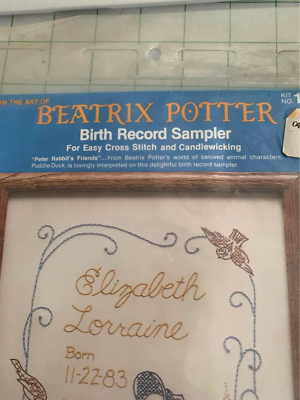 OM THE ART OF
BEATRIX POTTER
KIT
NO. 1
Birth Record Sampler
For Easy Cross Stitch and Candlewicking
"Peter Rabbit's Friends"—From Beatrix Potter's world of beloved animal characters,
Puddle-Duck is lovingly interpreted on this delightful birth record sampler.
Elizabeth
Lorraine
Born
11-22-83